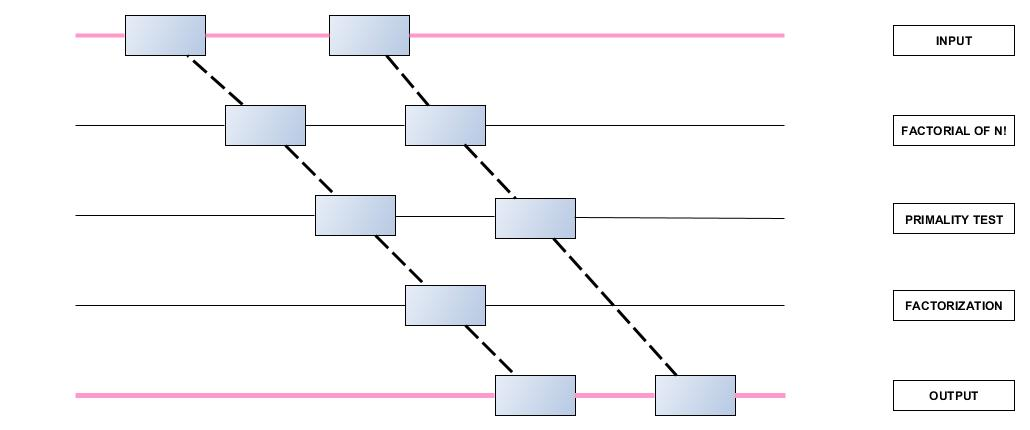 INPUT
FACTORIAL OF N!
PRIMALITY TEST
FACTORIZATION
OUTPUT